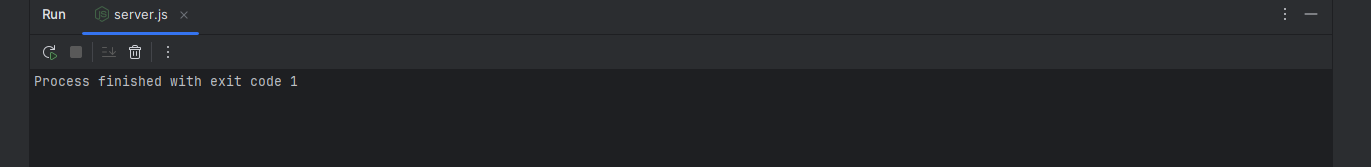 Run server.js
Process finished with exit code 1